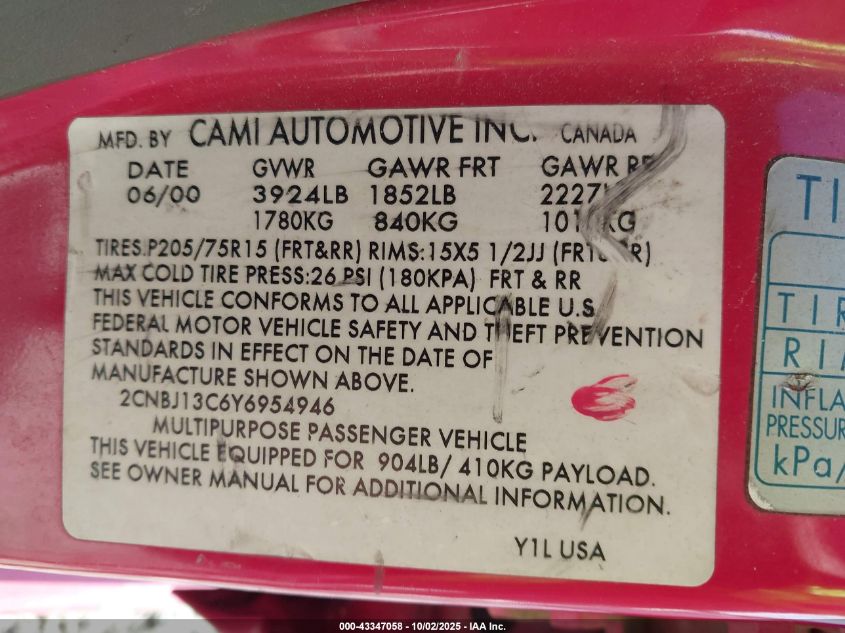 MFD. BY CAMI AUTOMOTIVE INC. CANADA
DATE GVWR GAWR FRT GAWR
06/00 3924LB 1852LB
1780KG 840KG
TIRES:P205/75R15 (FRT&RR) RIMS:15X5 1/2JJ
MAX COLD TIRE PRESS:26 PSI (180KPA) FRT & RR
THIS VEHICLE CONFORMS TO ALL APPLICABLE U.S
FEDERAL MOTOR VEHICLE SAFETY AND THEFT PREVENTION
STANDARDS IN EFFECT ON THE DATE OF
MANUFACTURE SHOWN ABOVE.
2CNBJ13C6Y6954946
MULTIPURPOSE PASSENGER VEHICLE
THIS VEHICLE EQUIPPED FOR 904LB/ 410KG PAYLOAD.
SEE OWNER MANUAL FOR ADDITIONAL INFORMATION.
Y1L USA
TI
TIR
RI
INFLA
PRESSUR
kPa/
000-43347058 - 10/02/2025 - IAA Inc.